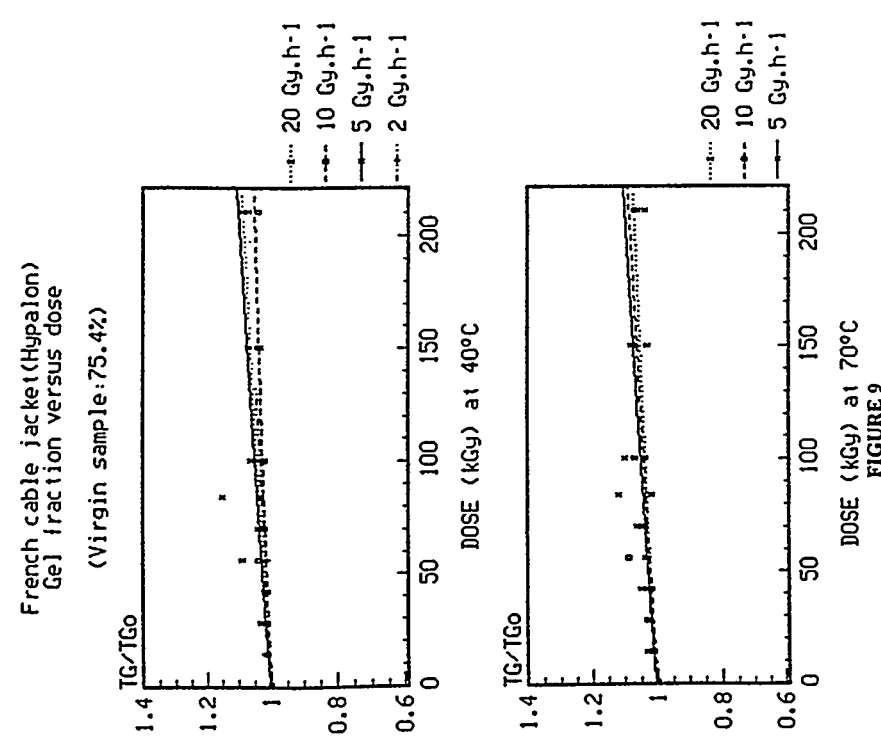 French cable jacket(Hypalon)
Gel fraction versus dose
(Virgin sample:75.4%)
TG/TGo
1.4
1.2
1
0.8
0.6
0
50
100
150
200
DOSE (kGy) at 40°C
20 Gy.h-1
10 Gy.h-1
5 Gy.h-1
2 Gy.h-1
TG/TGo
1.4
1.2
1
0.8
0.6
0
50
100
150
200
DOSE (kGy) at 70°C
20 Gy.h-1
10 Gy.h-1
5 Gy.h-1
FIGURE 9